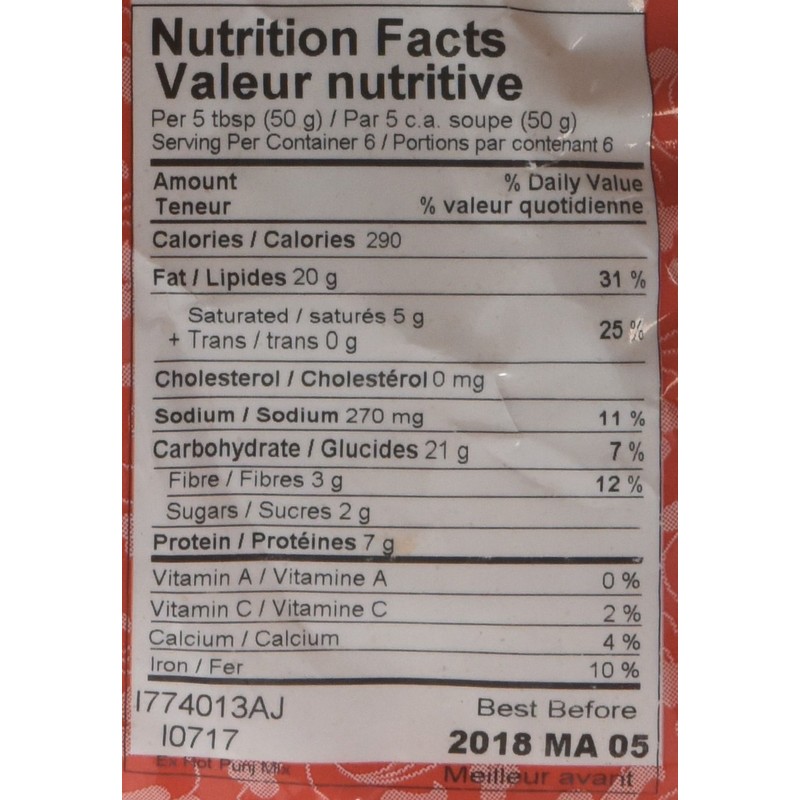 Nutrition Facts
Valeur nutritive
Per 5 tbsp (50 g) / Par 5 c.a. soupe (50 g)
Serving Per Container 6 / Portions par contenant 6
Amount % Daily Value
Teneur % valeur quotidienne
Calories / Calories 290
Fat / Lipides 20 g 31 %
Saturated / saturés 5 g
+ Trans / trans 0 g 25 %
Cholesterol / Cholestérol 0 mg
Sodium / Sodium 270 mg 11 %
Carbohydrate / Glucides 21 g 7 %
Fibre / Fibres 3 g 12 %
Sugars / Sucres 2 g
Protein / Protéines 7 g
Vitamin A / Vitamine A 0 %
Vitamin C / Vitamine C 2 %
Calcium / Calcium 4 %
Iron / Fer 10 %
I774013AJ Best Before
I0717 2018 MA 05
Ex Hot Punj Mix Meilleur avant